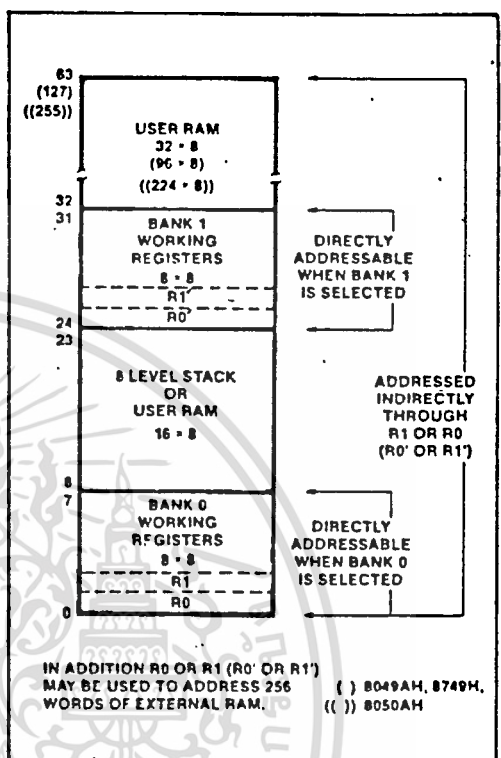 63
(127)
((255))
USER RAM
32 × 8
(96 × 8)
((224 × 8))
32
31
BANK 1
WORKING
REGISTERS
8 × 8
R1'
R0'
24
23
DIRECTLY
ADDRESSABLE
WHEN BANK 1
IS SELECTED
8 LEVEL STACK
OR
USER RAM
16 × 8
ADDRESSED
INDIRECTLY
THROUGH
R1 OR R0
(R0' OR R1')
8
7
BANK 0
WORKING
REGISTERS
8 × 8
R1
R0
0
DIRECTLY
ADDRESSABLE
WHEN BANK 0
IS SELECTED
IN ADDITION R0 OR R1 (R0' OR R1')
MAY BE USED TO ADDRESS 256
WORDS OF EXTERNAL RAM.
( ) 8049AH, 8749H,
(( )) 8050AH